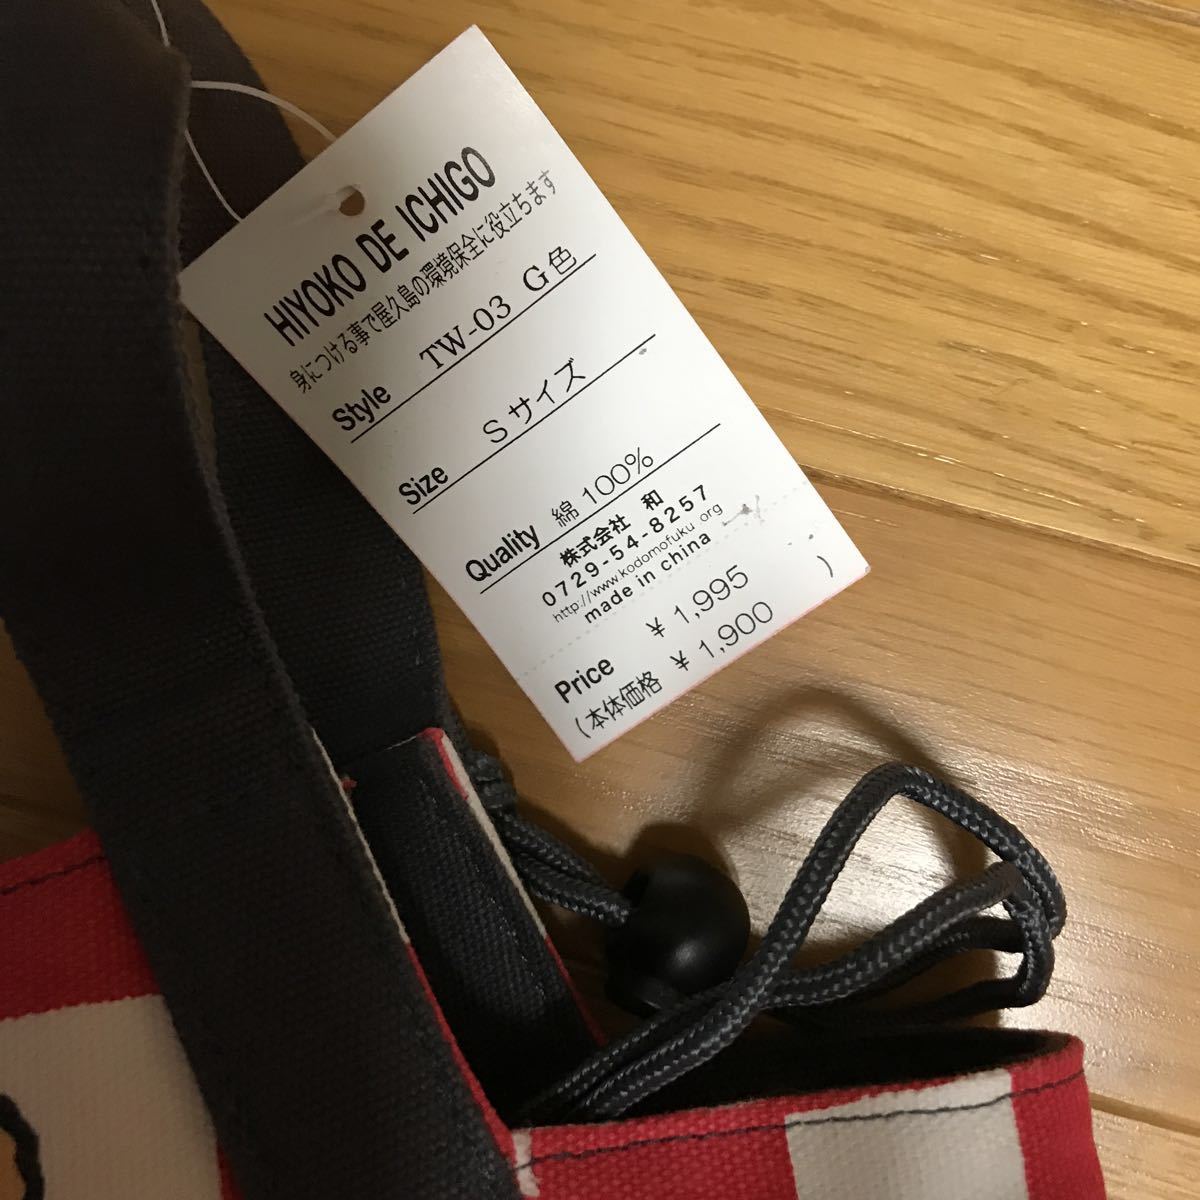 HIYOKO DE ICHIGO
身につける事で屋久島の環境保全に役立ちます
Style TW-03 G色
Size Sサイズ
Quality 綿100%
株式会社 和
0729-54-8257
http://www.kodomofuku org
made in china
Price ¥1,995
(本体価格 ¥1,900 )